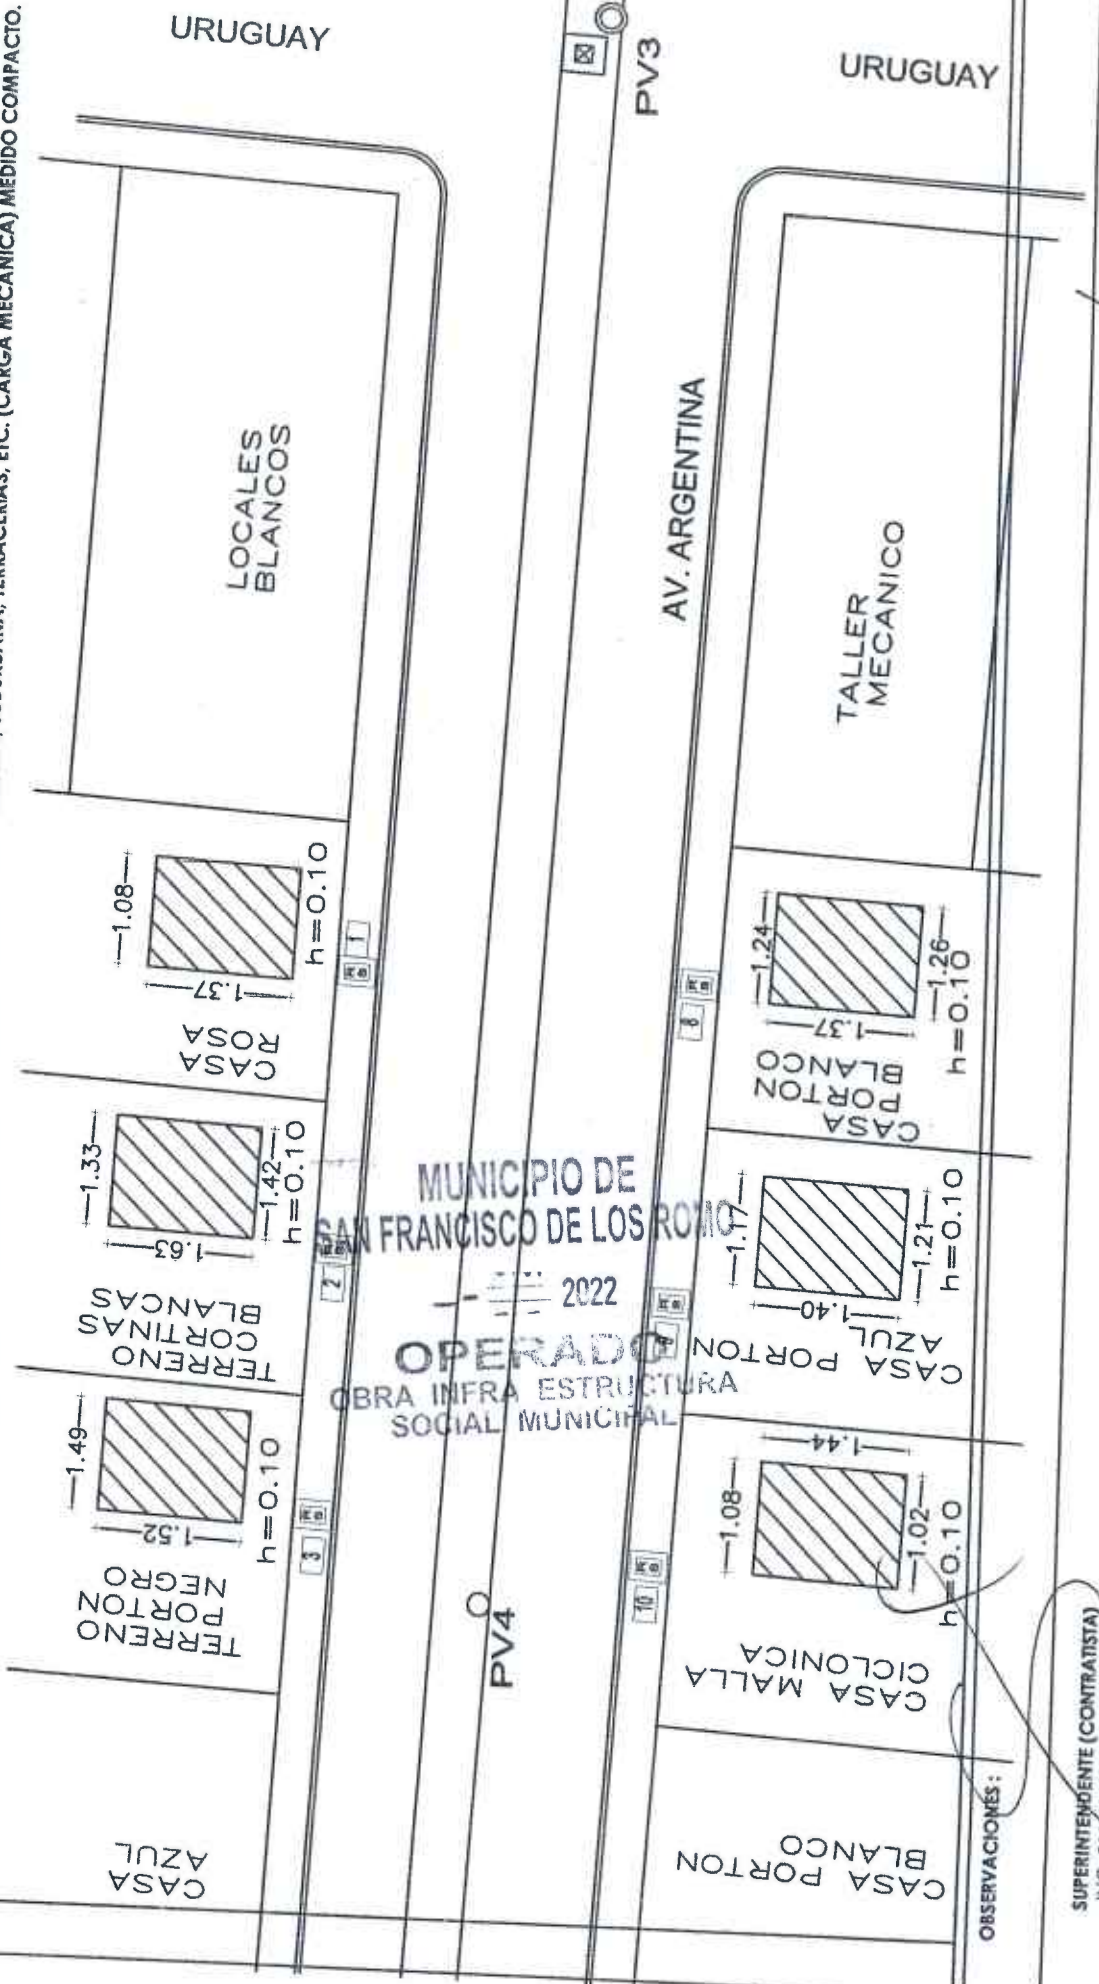 (CARGA MECANICA) MEDIDO COMPACTO.
URUGUAY
PV3
URUGUAY
LOCALES
BLANCOS
AV. ARGENTINA
TALLER
MECANICO
1.08
1.37
h=0.10
CASA
ROSA
1
1.24
1.37
1.26
h=0.10
CASA
PORTON
BLANCO
8
1.33
1.63
1.42
h=0.10
TERRENO
CORTINAS
BLANCAS
2
1.17
1.40
1.21
h=0.10
CASA PORTON
AZUL
MUNICIPIO DE
SAN FRANCISCO DE LOS ROMO
2022
OPERADO
OBRA INFRA ESTRUCTURA
SOCIAL MUNICIPAL
1.49
1.52
h=0.10
TERRENO
PORTON
NEGRO
3
1.08
1.44
1.02
h=0.10
CASA MALLA
CICLONICA
10
PV4
CASA
AZUL
CASA PORTON
BLANCO
OBSERVACIONES :
SUPERINTENDENTE (CONTRATISTA)